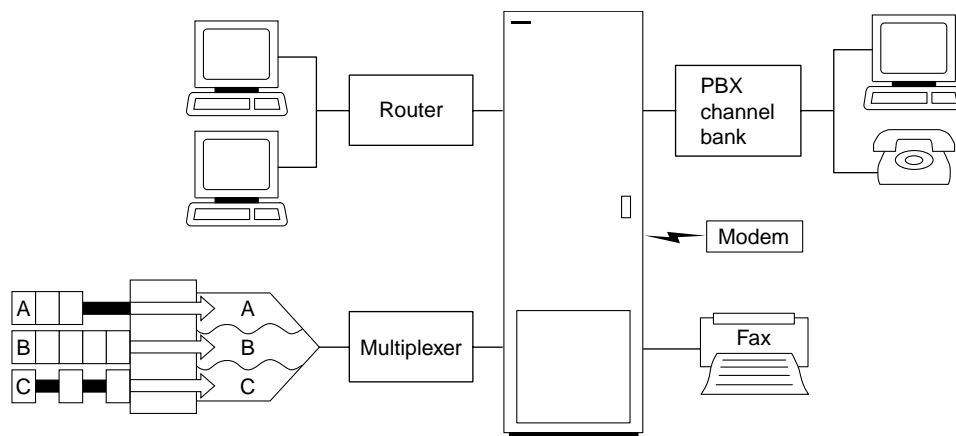 Router
PBX
channel
bank
Modem
A
A
B
B
C
C
Multiplexer
Fax